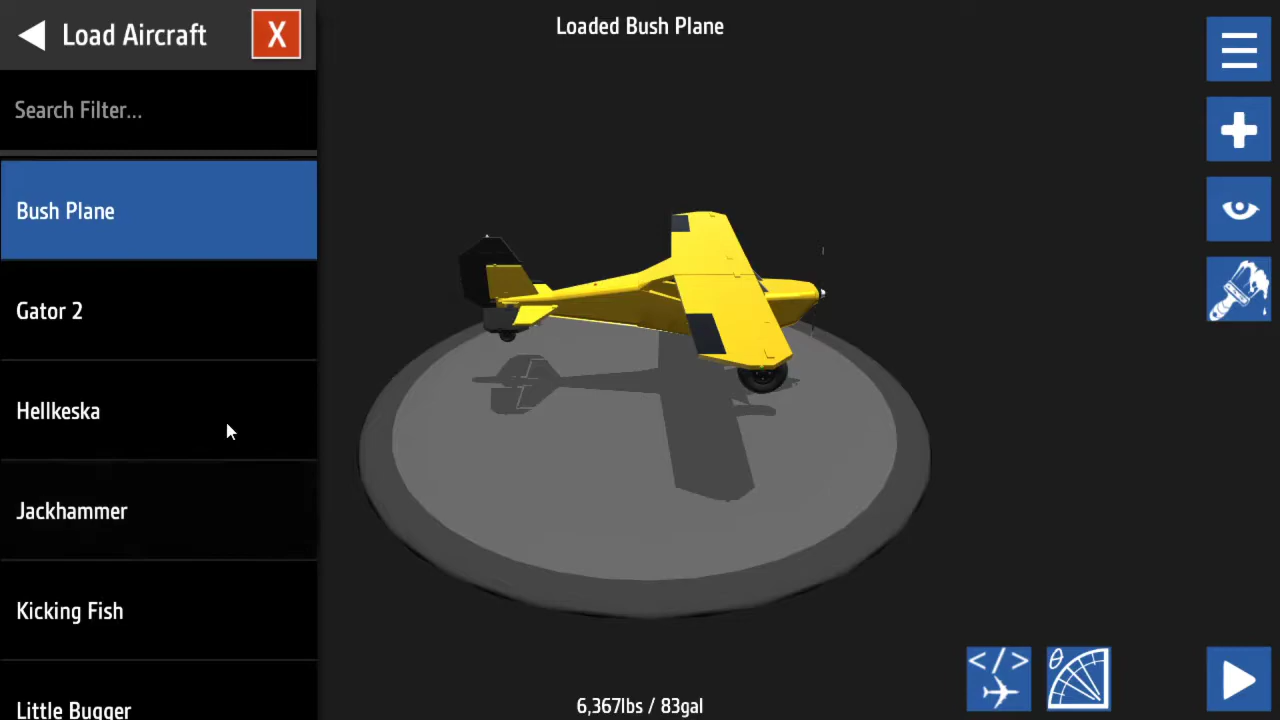 Load Aircraft
X
Loaded Bush Plane
Search Filter...
Bush Plane
Gator 2
Hellkeska
Jackhammer
Kicking Fish
Little Bugger
</>
θ
6,367lbs / 83gal